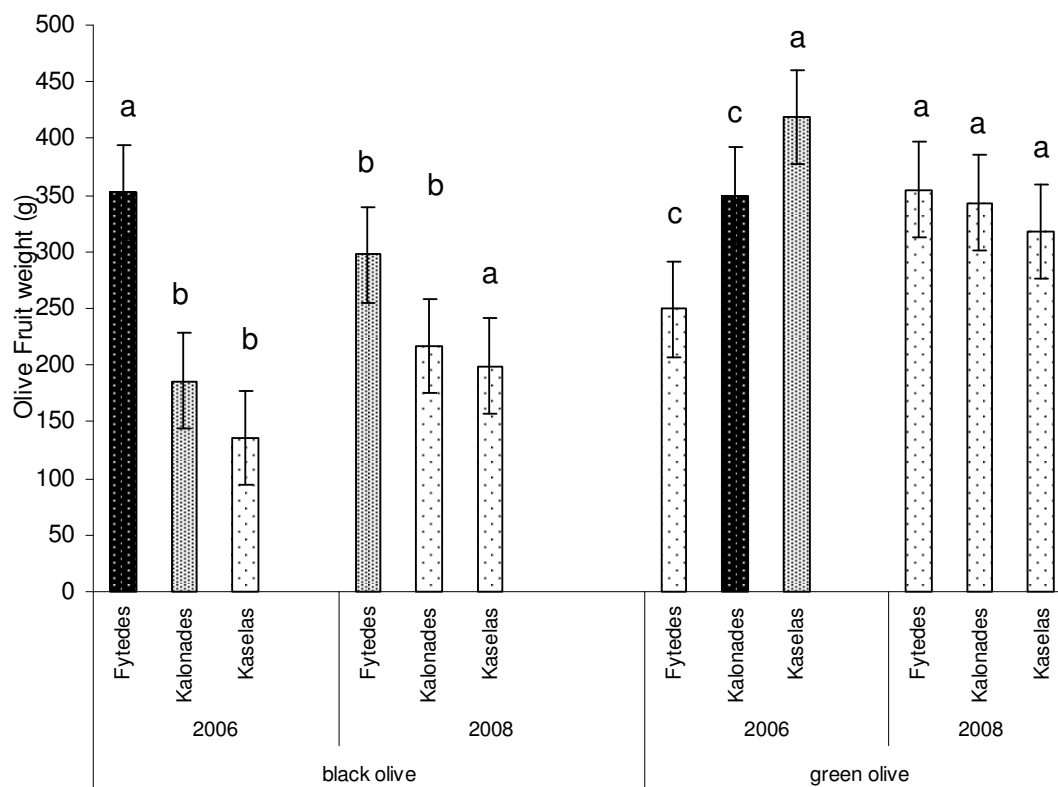 Olive Fruit weight (g)
500
450
400
350
300
250
200
150
100
50
0
a
b
b
b
b
a
c
c
a
a
a
a
Fytedes
Kalonades
Kaselas
Fytedes
Kalonades
Kaselas
Fytedes
Kalonades
Kaselas
Fytedes
Kalonades
Kaselas
2006
2008
2006
2008
black olive
green olive